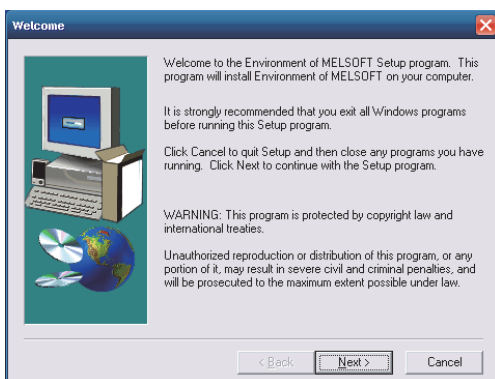 Welcome
Welcome to the Environment of MELSOFT Setup program. This
program will install Environment of MELSOFT on your computer.
It is strongly recommended that you exit all Windows programs
before running this Setup program.
Click Cancel to quit Setup and then close any programs you have
running. Click Next to continue with the Setup program.
WARNING: This program is protected by copyright law and
international treaties.
Unauthorized reproduction or distribution of this program, or any
portion of it, may result in severe civil and criminal penalties, and
will be prosecuted to the maximum extent possible under law.
< Back Next > Cancel